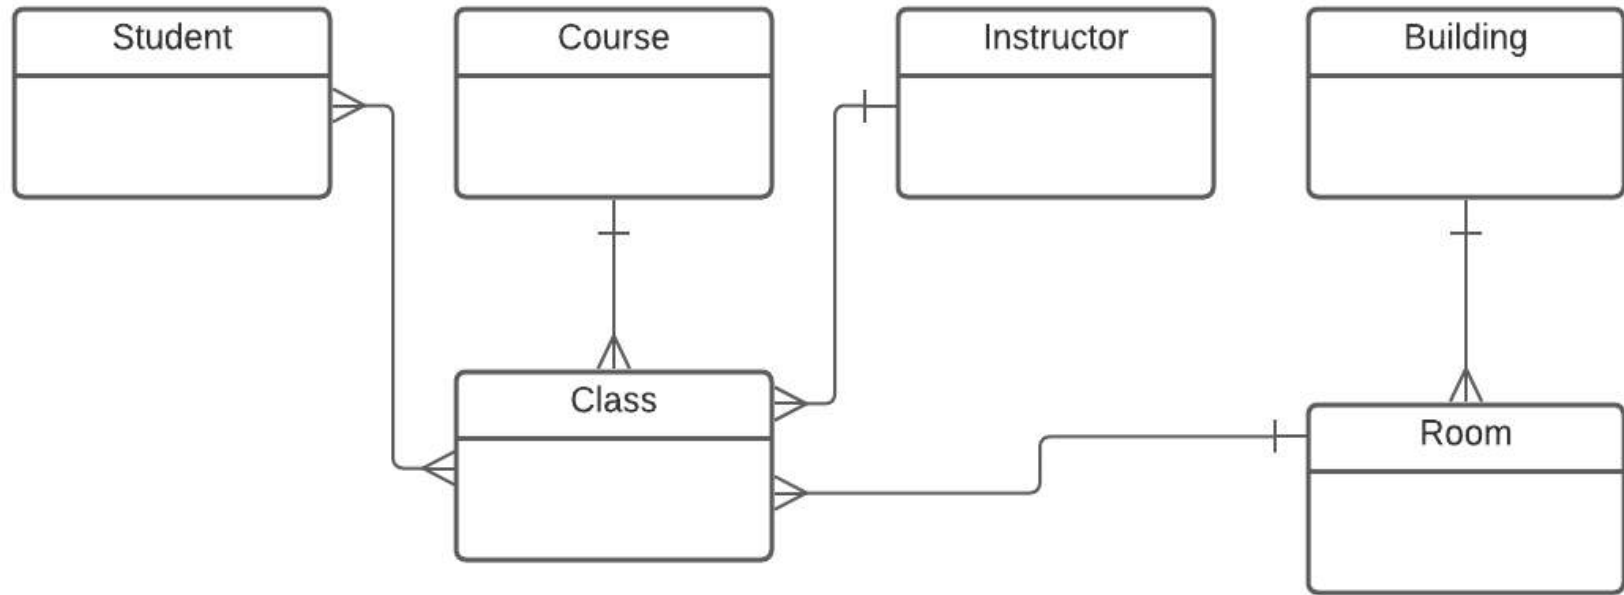 Student
Course
Instructor
Building
Class
Room